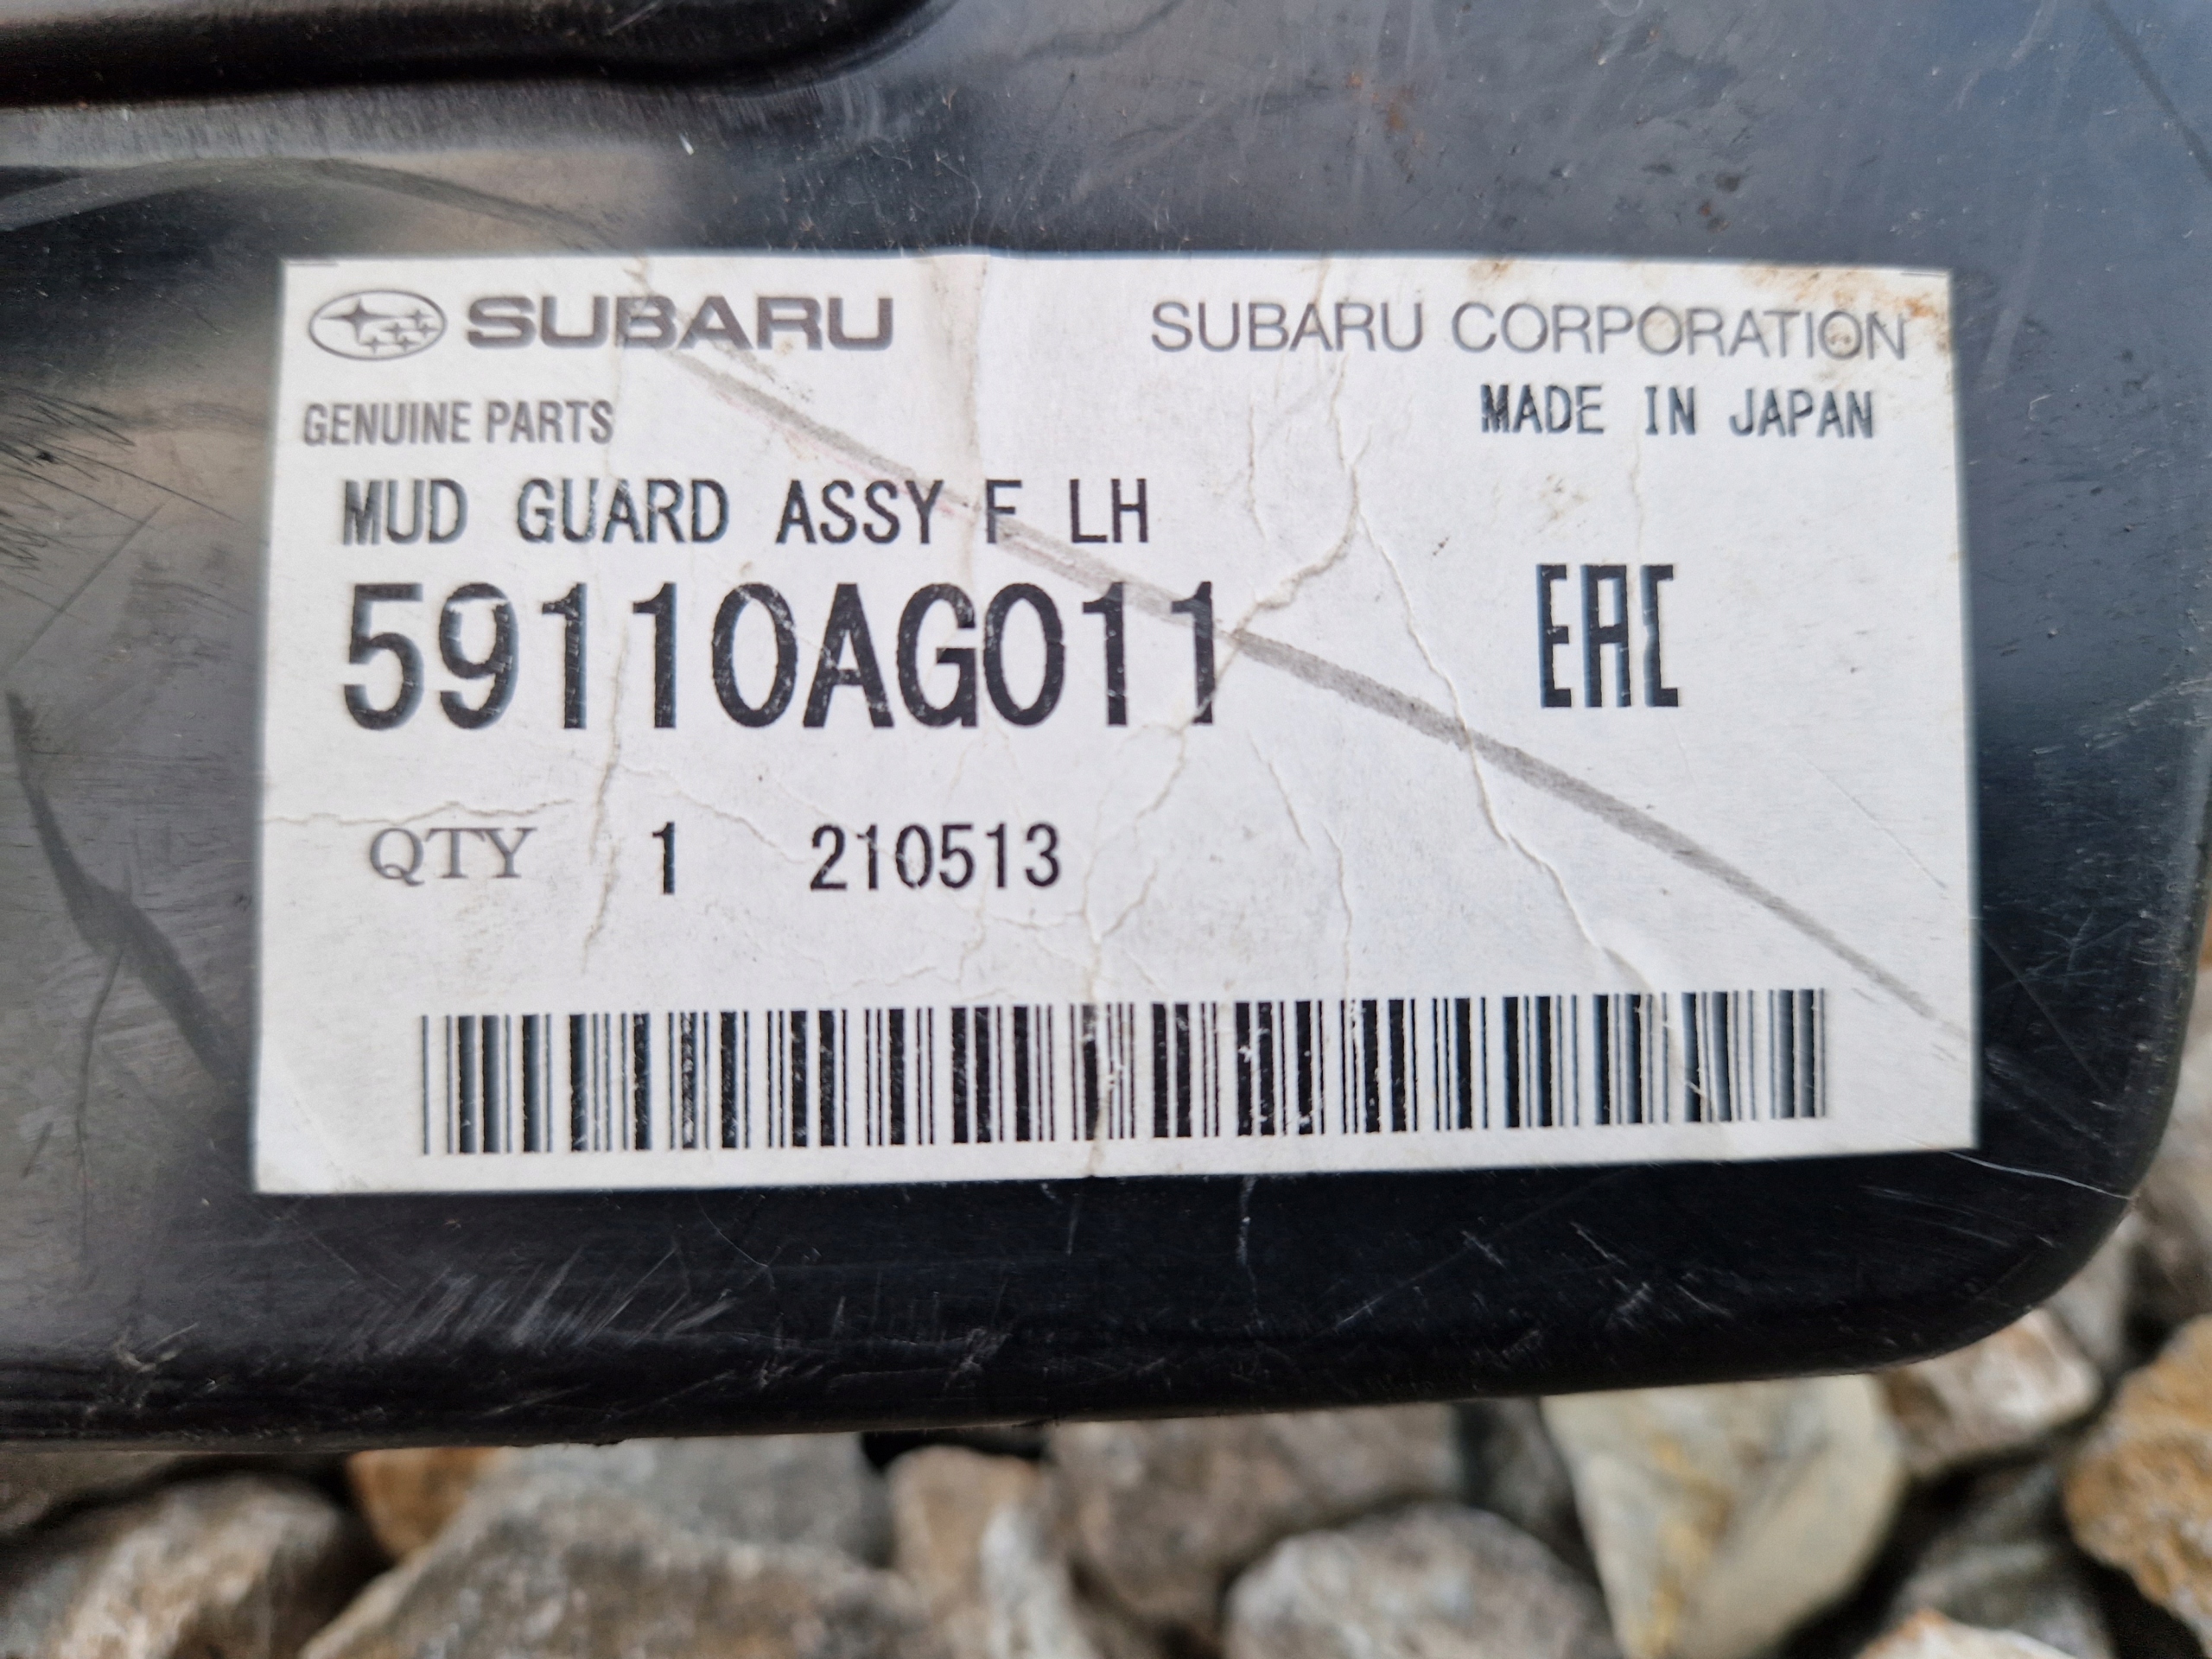 SUBARU
SUBARU CORPORATION
GENUINE PARTS
MADE IN JAPAN
MUD GUARD ASSY F LH
59110AG011
EAC
QTY 1 210513